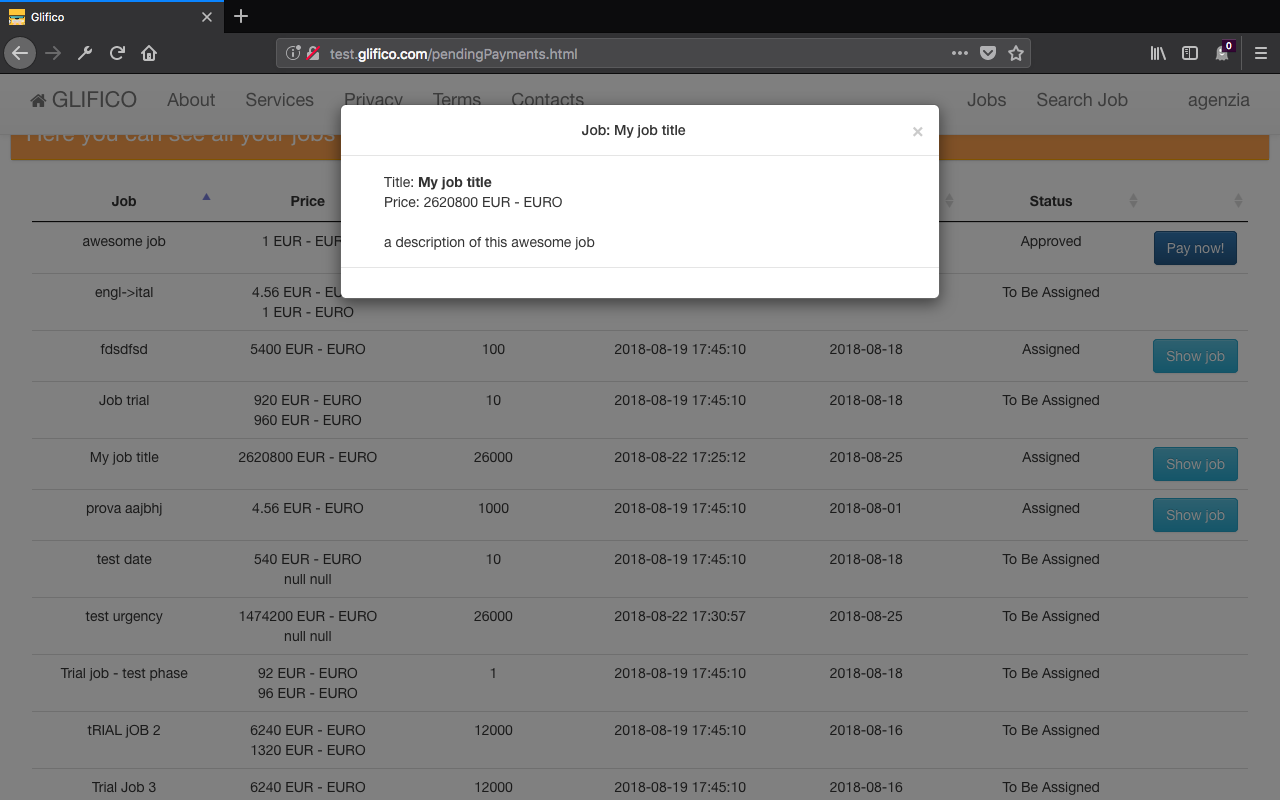 Glifico
test.glifico.com/pendingPayments.html
0
GLIFICO About Services Privacy Terms Contacts Jobs Search Job agenzia
Here you can see all your jobs
Job: My job title ×
Title: My job title
Price: 2620800 EUR - EURO
a description of this awesome job
Job Price Status
awesome job 1 EUR - EUR Approved Pay now!
engl->ital 4.56 EUR - EU To Be Assigned
1 EUR - EURO
fdsdfsd 5400 EUR - EURO 100 2018-08-19 17:45:10 2018-08-18 Assigned Show job
Job trial 920 EUR - EURO 10 2018-08-19 17:45:10 2018-08-18 To Be Assigned
960 EUR - EURO
My job title 2620800 EUR - EURO 26000 2018-08-22 17:25:12 2018-08-25 Assigned Show job
prova aajbhj 4.56 EUR - EURO 1000 2018-08-19 17:45:10 2018-08-01 Assigned Show job
test date 540 EUR - EURO 10 2018-08-19 17:45:10 2018-08-18 To Be Assigned
null null
test urgency 1474200 EUR - EURO 26000 2018-08-22 17:30:57 2018-08-25 To Be Assigned
null null
Trial job - test phase 92 EUR - EURO 1 2018-08-19 17:45:10 2018-08-18 To Be Assigned
96 EUR - EURO
tRIAL jOB 2 6240 EUR - EURO 12000 2018-08-19 17:45:10 2018-08-16 To Be Assigned
1320 EUR - EURO
Trial Job 3 6240 EUR - EURO 12000 2018-08-19 17:45:10 2018-08-16 To Be Assigned